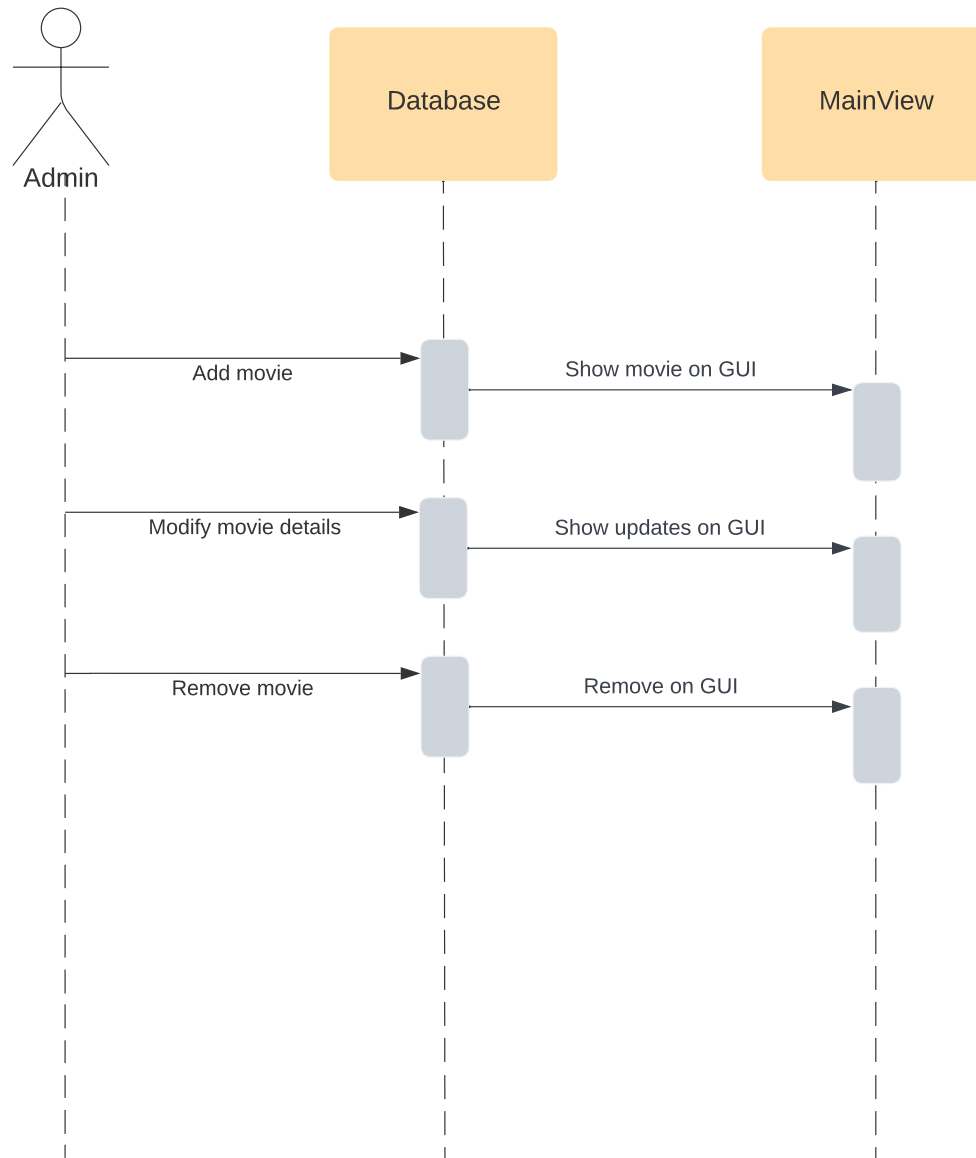 Admin
Database
MainView
Add movie
Show movie on GUI
Modify movie details
Show updates on GUI
Remove movie
Remove on GUI